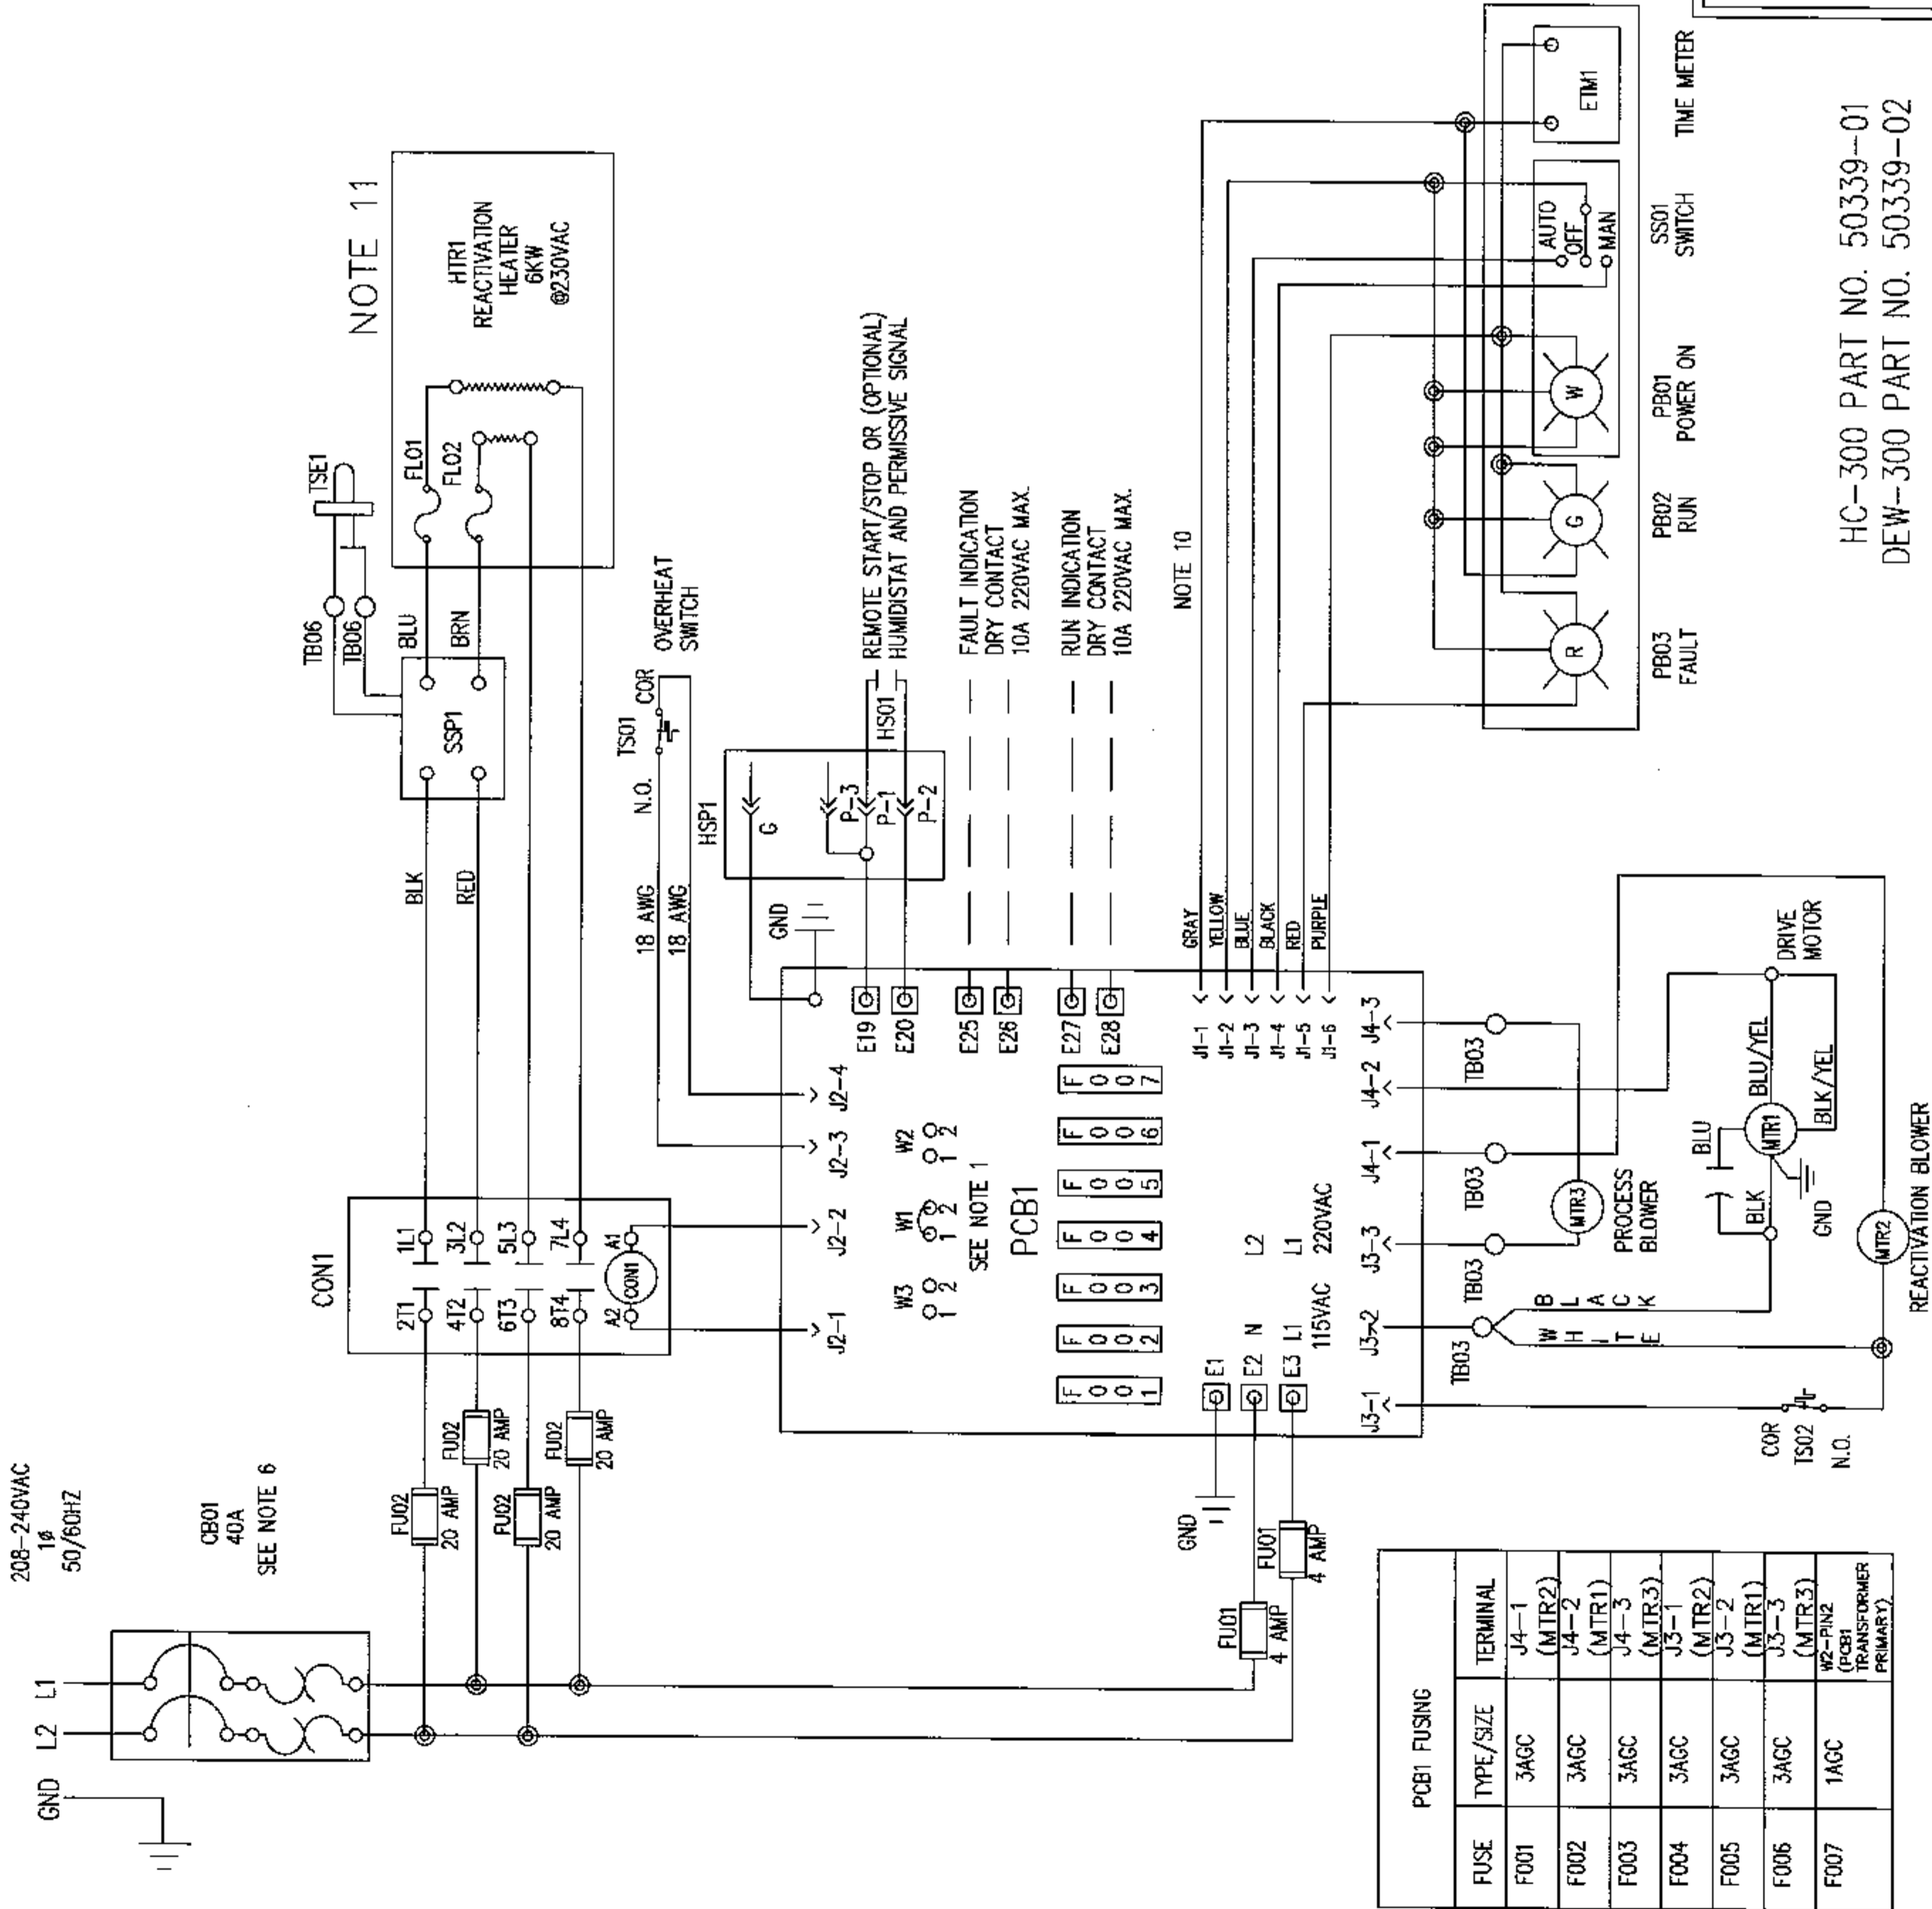 208-240VAC
1ø
50/60HZ
CB01
40A
SEE NOTE 6
GND
L2
L1
CON1
2T1
1L1
4T2
3L2
6T3
5L3
8T4
7L4
A2
CON1
A1
FU02
20 AMP
FU02
20 AMP
FU02
20 AMP
FU02
20 AMP
BLK
RED
SSP1
TB06
TB06
BLU
BRN
TSE1
NOTE 11
FL01
FL02
HTR1
REACTIVATION
HEATER
6KW
@230VAC
18 AWG
18 AWG
N.O.
TS01
COR
OVERHEAT
SWITCH
HSP1
G
P-3
P-1
P-2
HS01
REMOTE START/STOP OR (OPTIONAL)
HUMIDISTAT AND PERMISSIVE SIGNAL
GND
FAULT INDICATION
DRY CONTACT
10A 220VAC MAX.
RUN INDICATION
DRY CONTACT
10A 220VAC MAX.
J2-1
J2-2
J2-3
J2-4
E19
E20
E25
E26
E27
E28
W3
1 2
W1
1 2
W2
1 2
SEE NOTE 1
PCB1
F001
F002
F003
F004
F005
F006
F007
E1
E2 N L2
E3 L1 L1
115VAC 220VAC
GND
FU01
4 AMP
FU01
4 AMP
J1-1
J1-2
J1-3
J1-4
J1-5
J1-6
GRAY
YELLOW
BLUE
BLACK
RED
PURPLE
NOTE 10
J3-1
J3-2
J3-3
J4-1
J4-2
J4-3
TB03
TB03
TB03
TB03
WHITE
BLACK
COR
TS02
N.O.
MTR3
PROCESS
BLOWER
BLK
BLU
MTR1
BLU/YEL
BLK/YEL
GND
DRIVE
MOTOR
MTR2
REACTIVATION BLOWER
R
G
W
AUTO
OFF
MAN
ETM1
PB03
FAULT
PB02
RUN
PB01
POWER ON
SS01
SWITCH
TIME METER
HC-300 PART NO. 50339-01
DEW-300 PART NO. 50339-02
PCB1 FUSING
FUSE TYPE/SIZE TERMINAL
F001 3AGC J4-1
(MTR2)
F002 3AGC J4-2
(MTR1)
F003 3AGC J4-3
(MTR3)
F004 3AGC J3-1
(MTR2)
F005 3AGC J3-2
(MTR1)
F006 3AGC J3-3
(MTR3)
F007 1AGC W2-PIN2
(PCB1
TRANSFORMER
PRIMARY)